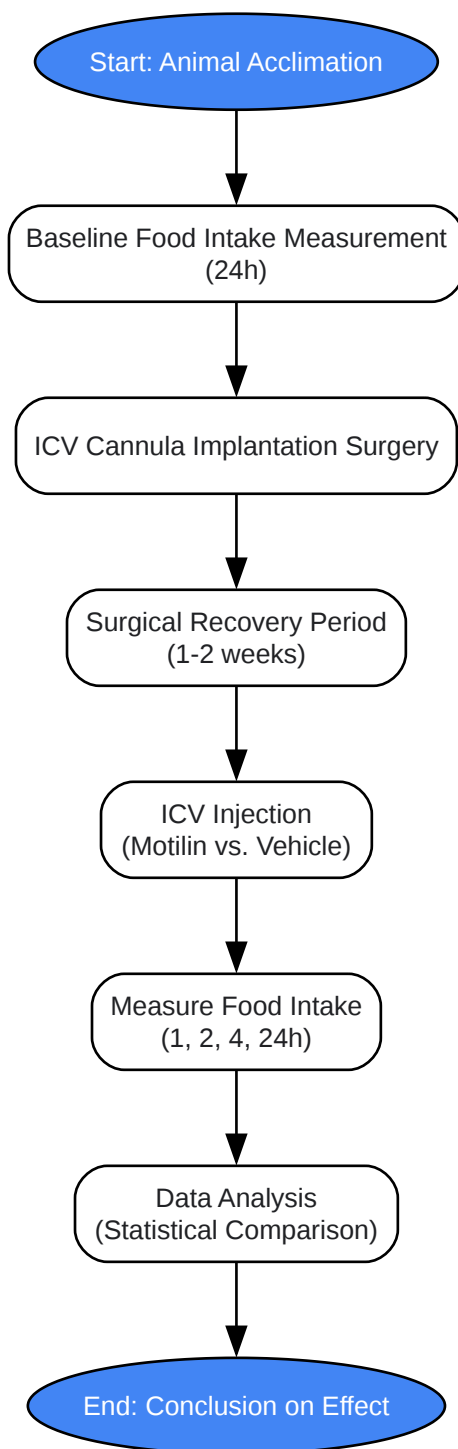 Start: Animal Acclimation
Baseline Food Intake Measurement
(24h)
ICV Cannula Implantation Surgery
Surgical Recovery Period
(1-2 weeks)
ICV Injection
(Motilin vs. Vehicle)
Measure Food Intake
(1, 2, 4, 24h)
Data Analysis
(Statistical Comparison)
End: Conclusion on Effect